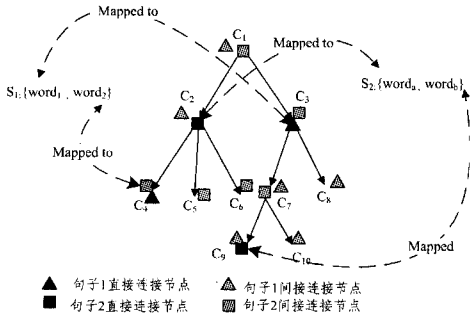 Mapped to
C1
Mapped to
C2
C3
S1:{word1, word2}
S2:{worda, wordb}
Mapped to
C4
C5
C6
C7
C8
C9
C10
Mapped
句子1直接连接节点
句子1间接连接节点
句子2直接连接节点
句子2间接连接节点